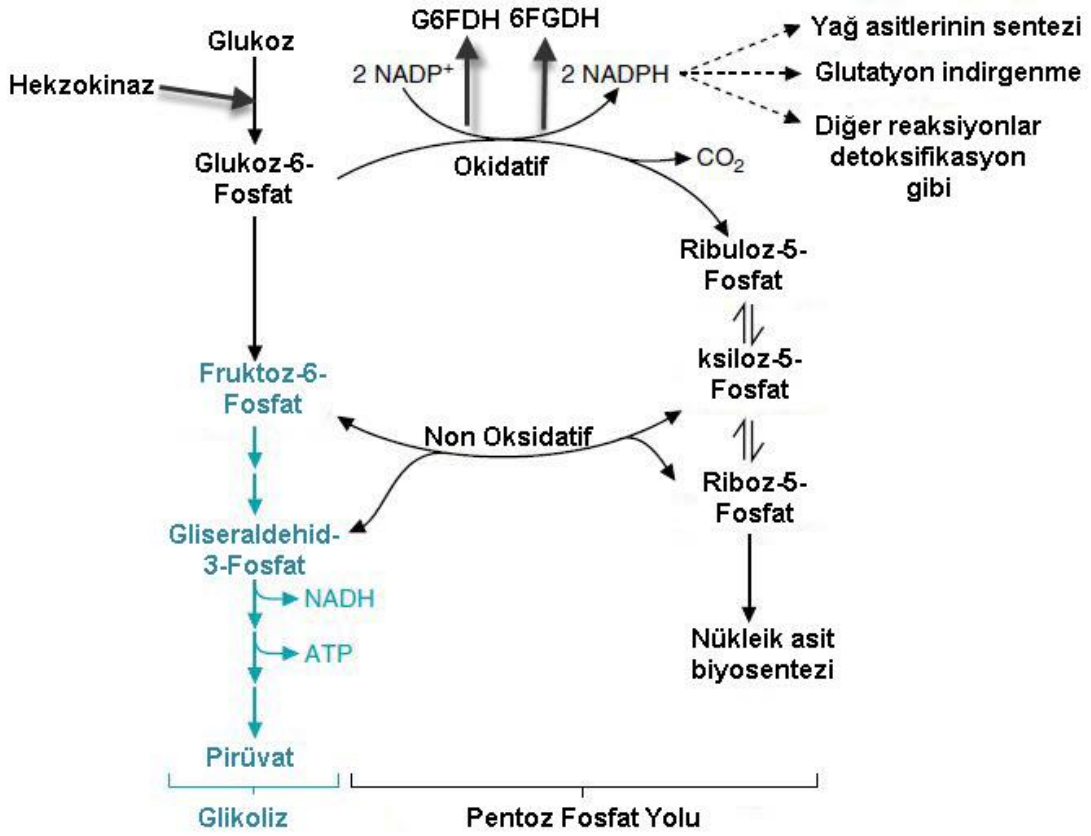 G6FDH 6FGDH
Glukoz
Hekzokinaz
2 NADP+
2 NADPH
Yağ asitlerinin sentezi
Glutatyon indirgenme
Diğer reaksiyonlar
detoksifikasyon
gibi
Glukoz-6-
Fosfat
Okidatif
CO2
Ribuloz-5-
Fosfat
ksiloz-5-
Fosfat
Fruktoz-6-
Fosfat
Non Oksidatif
Riboz-5-
Fosfat
Gliseraldehid-
3-Fosfat
NADH
ATP
Nükleik asit
biyosentezi
Pirüvat
Glikoliz
Pentoz Fosfat Yolu